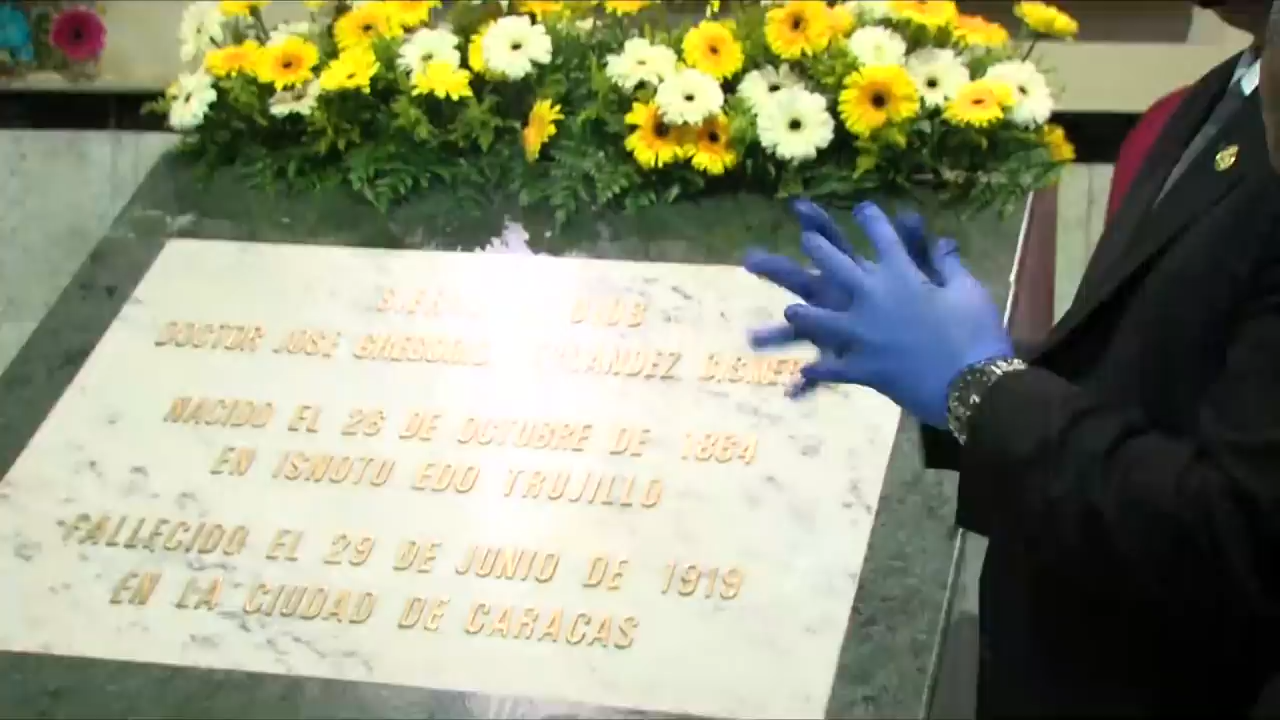 DOCTOR JOSE GREGORIO
NACIDO EL 26 DE OCTUBRE DE 1864
EN ISNOTU EDO TRUJILLO
FALLECIDO EL 29 DE JUNIO DE 1919
EN LA CIUDAD DE CARACAS